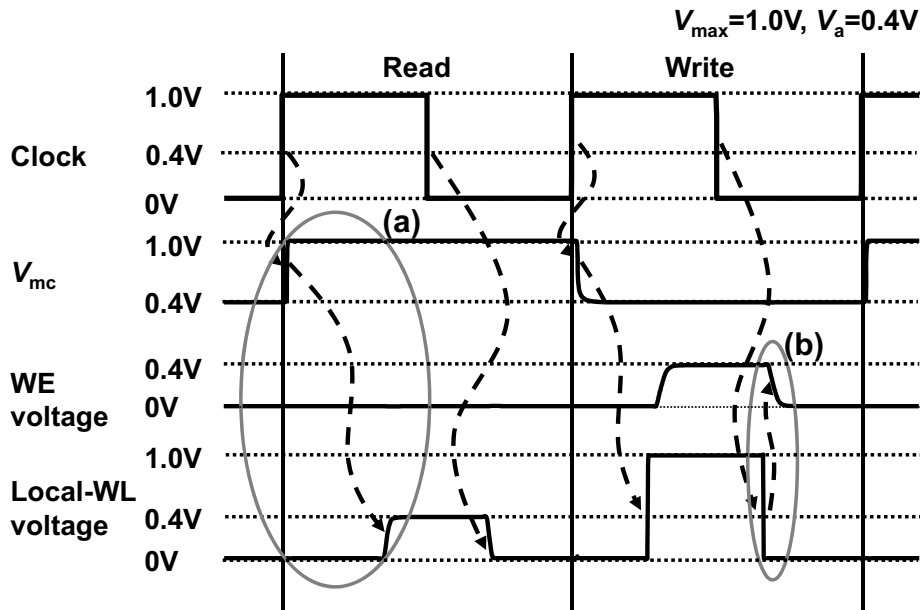 Vmax=1.0V, Va=0.4V
Read Write
1.0V
Clock 0.4V
0V
(a)
1.0V
Vmc
0.4V
(b)
0.4V
WE
0V
voltage
1.0V
Local-WL
0.4V
voltage
0V